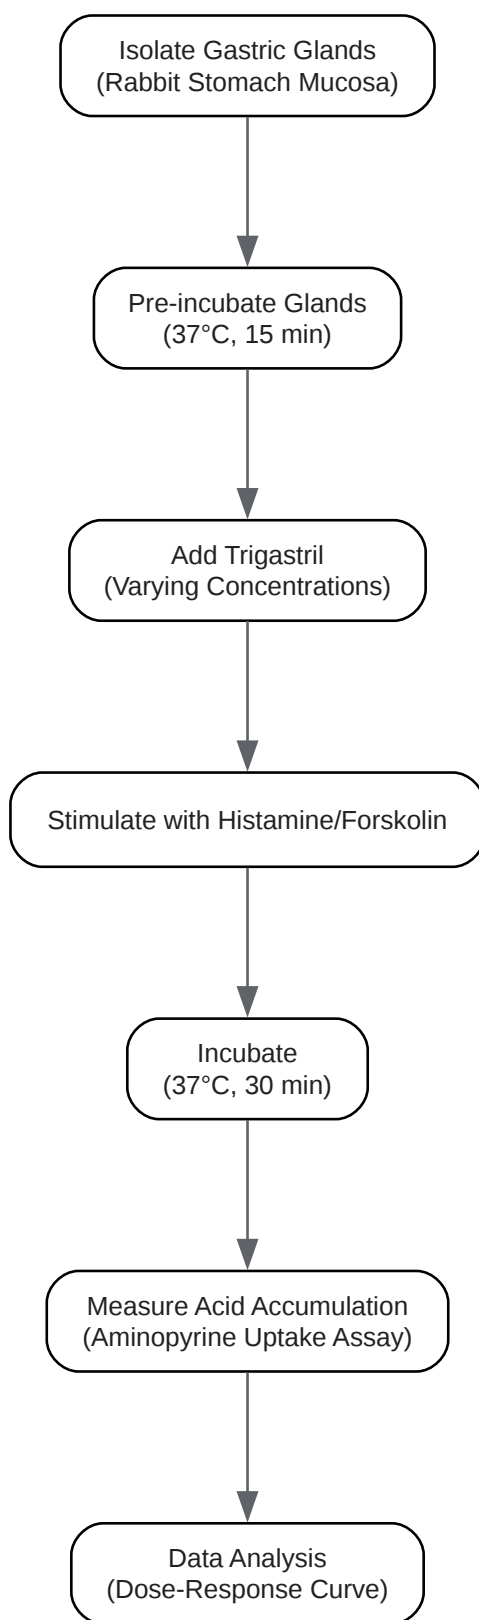 Isolate Gastric Glands
(Rabbit Stomach Mucosa)
Pre-incubate Glands
(37°C, 15 min)
Add Trigastril
(Varying Concentrations)
Stimulate with Histamine/Forskolin
Incubate
(37°C, 30 min)
Measure Acid Accumulation
(Aminopyrine Uptake Assay)
Data Analysis
(Dose-Response Curve)